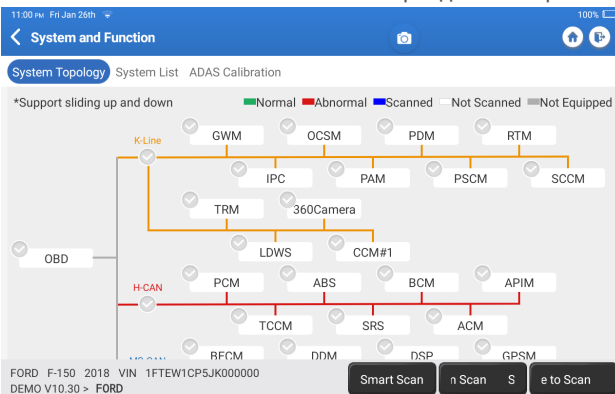 11:00 PM Fri Jan 26th 100%
System and Function
System Topology System List ADAS Calibration
*Support sliding up and down Normal Abnormal Scanned Not Scanned Not Equipped
K-Line
GWM OCSM PDM RTM
IPC PAM PSCM SCCM
TRM 360Camera
LDWS CCM#1
OBD
H-CAN
PCM ABS BCM APIM
TCCM SRS ACM
BECM DDM DSP GPSM
FORD F-150 2018 VIN 1FTEW1CP5JK000000
Smart Scan n Scan S e to Scan
DEMO V10.30 > FORD